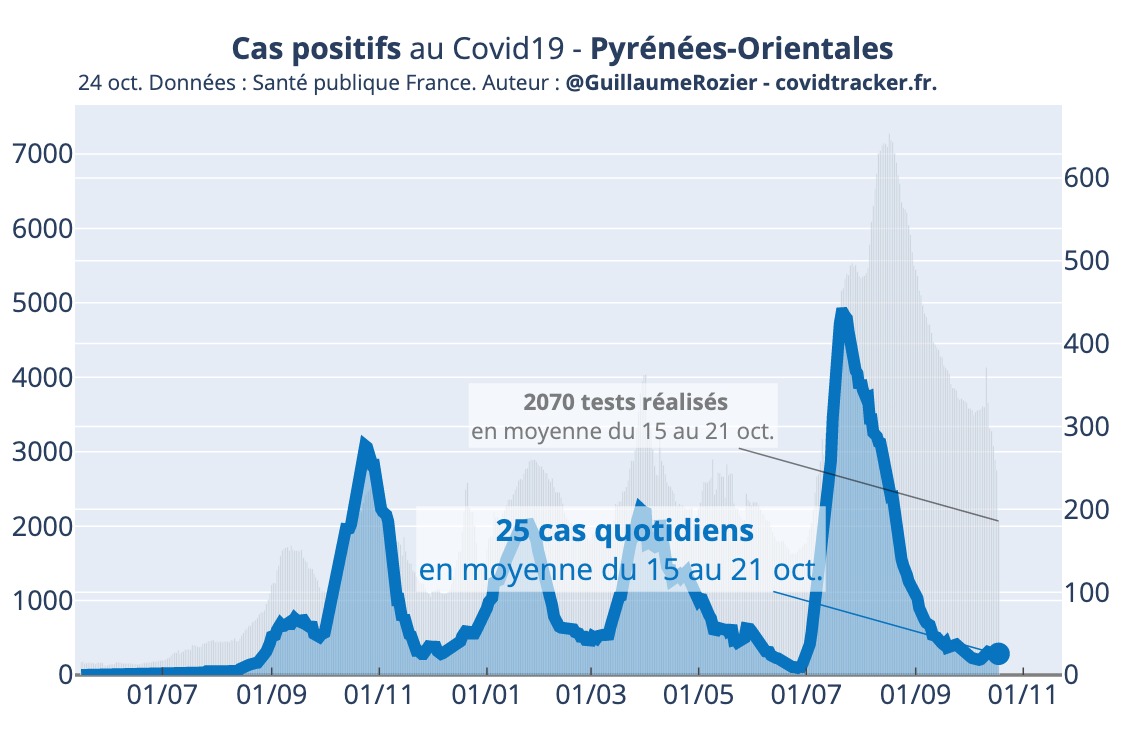 Cas positifs au Covid19 - Pyrénées-Orientales
24 oct. Données : Santé publique France. Auteur : @GuillaumeRozier - covidtracker.fr.
7000
6000
5000
4000
3000
2000
1000
0
600
500
400
300
200
100
0
2070 tests réalisés
en moyenne du 15 au 21 oct.
25 cas quotidiens
en moyenne du 15 au 21 oct.
01/07 01/09 01/11 01/01 01/03 01/05 01/07 01/09 01/11